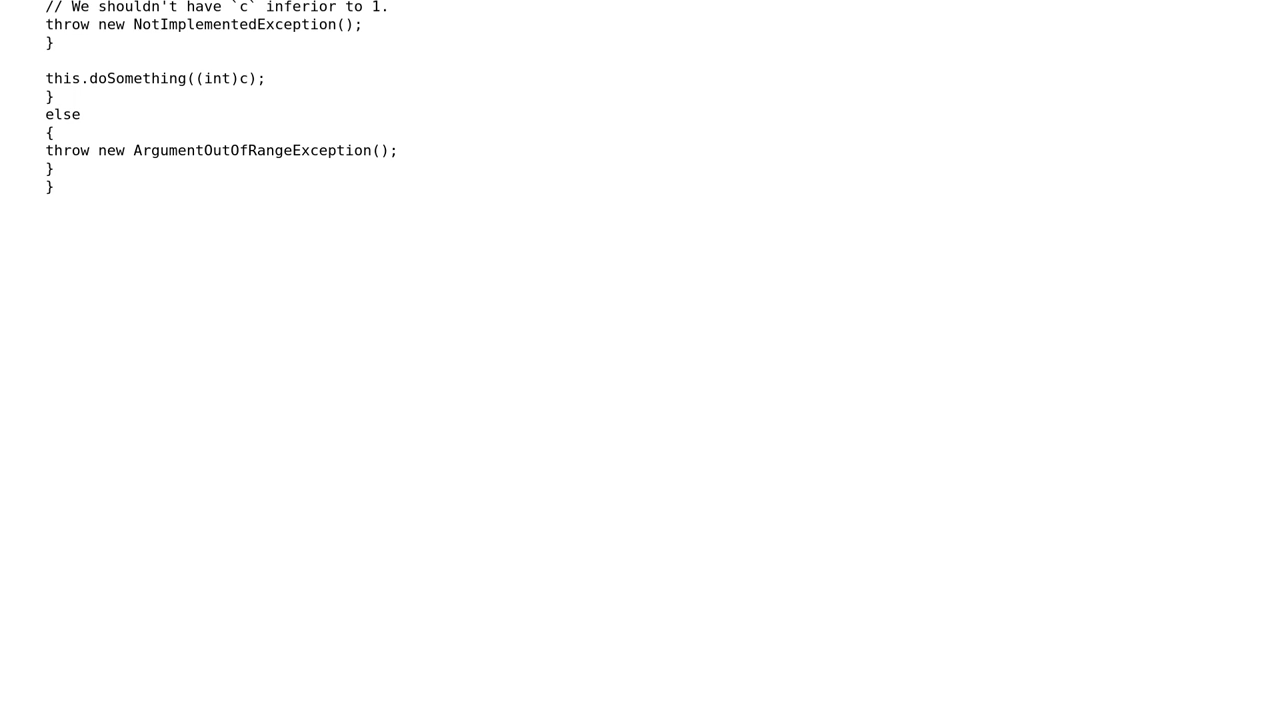 // We shouldn't have `c` inferior to 1.
throw new NotImplementedException();
}
this.doSomething((int)c);
}
else
{
throw new ArgumentOutOfRangeException();
}
}